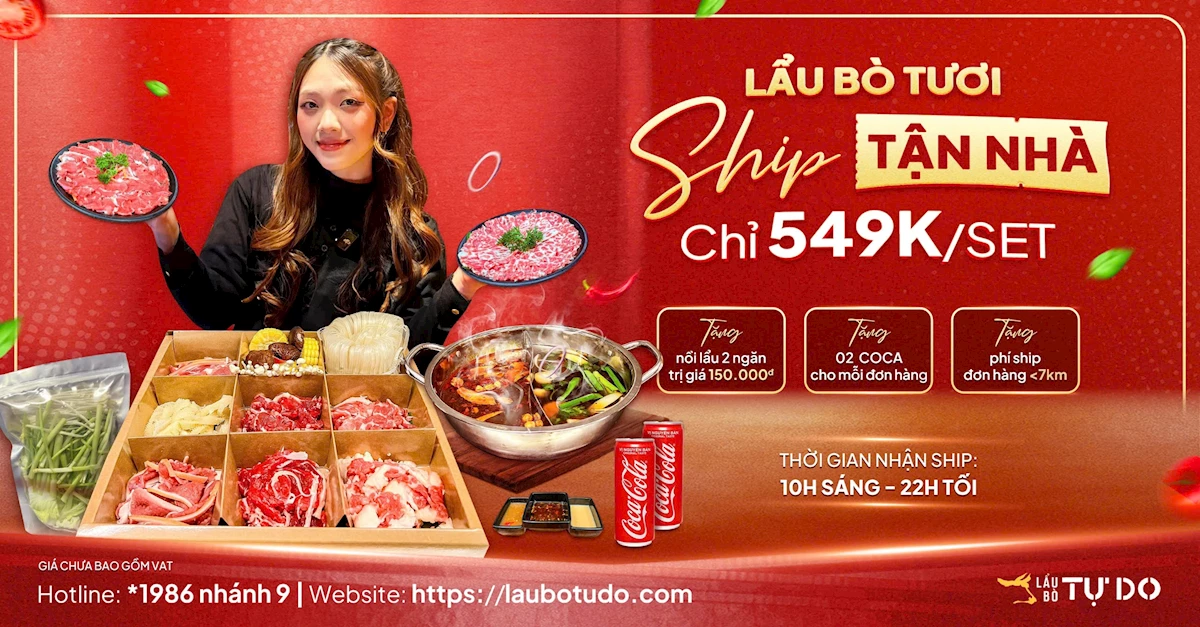 LẨU BÒ TƯƠI
Ship TẬN NHÀ
Chỉ 549K/SET
Tặng
nồi lẩu 2 ngăn
trị giá 150.000đ
Tặng
02 COCA
cho mỗi đơn hàng
Tặng
phí ship
đơn hàng <7km
THỜI GIAN NHẬN SHIP:
10H SÁNG - 22H TỐI
Coca-Cola
Coca-Cola
GIÁ CHƯA BAO GỒM VAT
Hotline: *1986 nhánh 9 | Website: https://laubotudo.com
LẨU
BÒ
TỰ DO